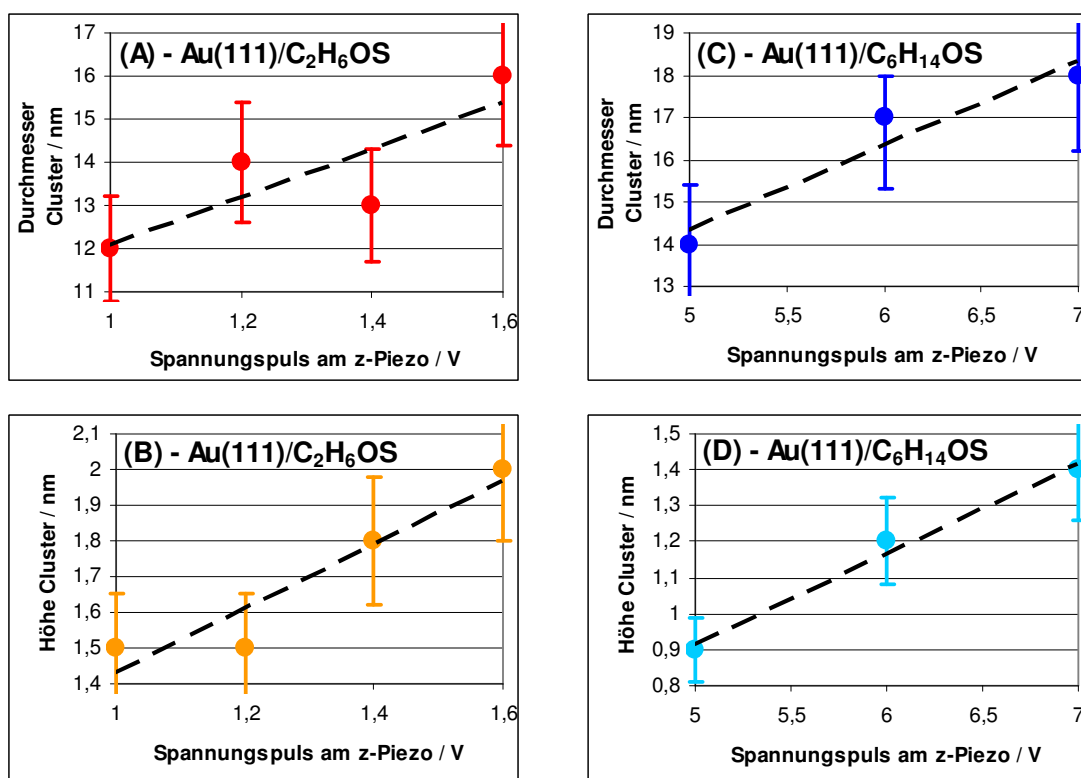 (A) - Au(111)/C₂H₆OS
17
16
15
14
13
12
11
Durchmesser
Cluster / nm
1 1,2 1,4 1,6
Spannungspuls am z-Piezo / V
(C) - Au(111)/C₆H₁₄OS
19
18
17
16
15
14
13
Durchmesser
Cluster / nm
5 5,5 6 6,5 7
Spannungspuls am z-Piezo / V
(B) - Au(111)/C₂H₆OS
2,1
2
1,9
1,8
1,7
1,6
1,5
1,4
Höhe Cluster / nm
1 1,2 1,4 1,6
Spannungspuls am z-Piezo / V
(D) - Au(111)/C₆H₁₄OS
1,5
1,4
1,3
1,2
1,1
1
0,9
0,8
Höhe Cluster / nm
5 5,5 6 6,5 7
Spannungspuls am z-Piezo / V